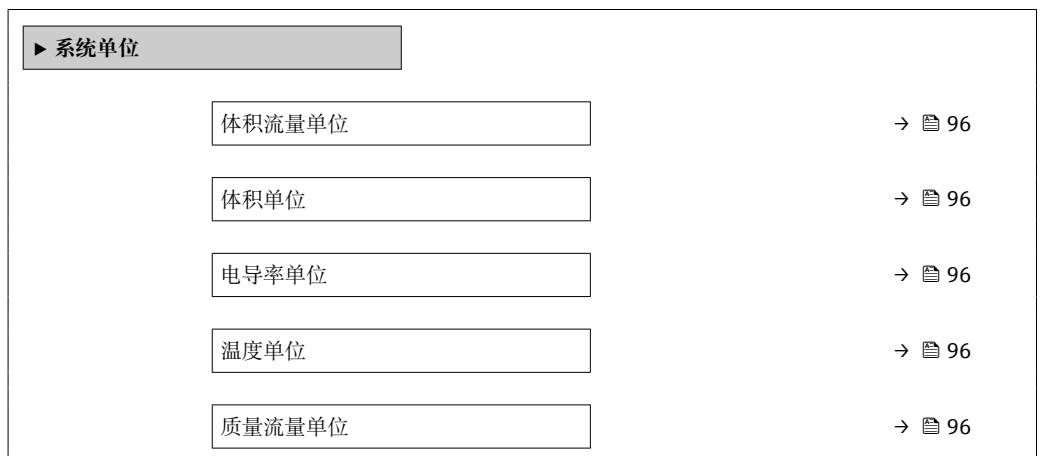 ▶ 系统单位
体积流量单位 → 🖺 96
体积单位 → 🖺 96
电导率单位 → 🖺 96
温度单位 → 🖺 96
质量流量单位 → 🖺 96